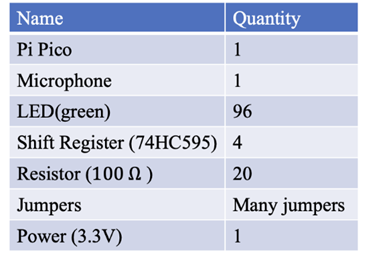 Name Quantity
Pi Pico 1
Microphone 1
LED(green) 96
Shift Register (74HC595) 4
Resistor (100 Ω ) 20
Jumpers Many jumpers
Power (3.3V) 1